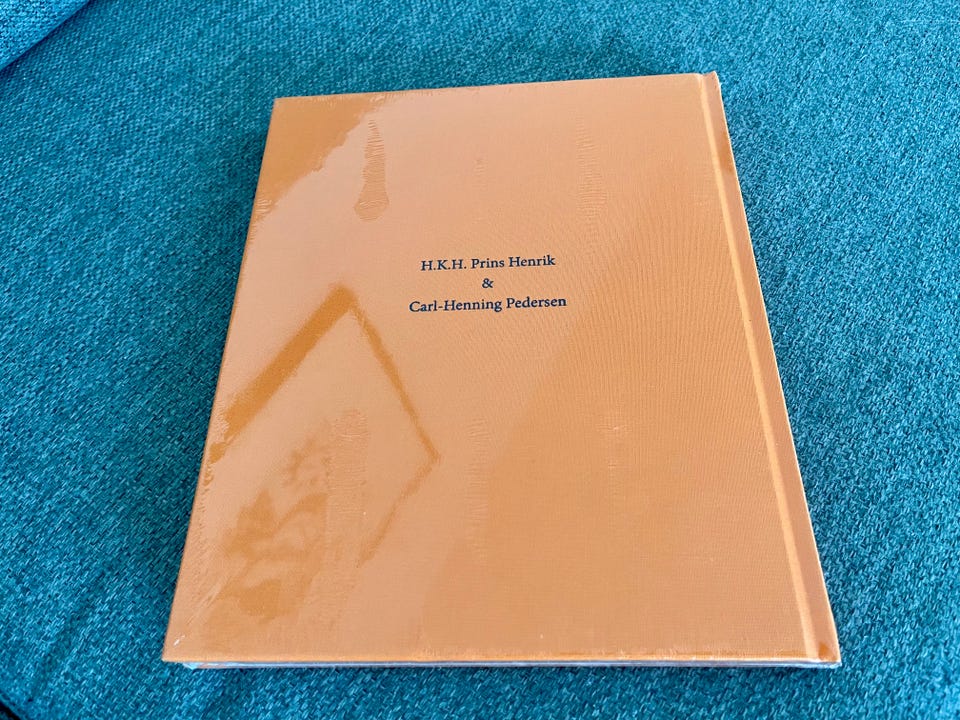 H.K.H. Prins Henrik
&
Carl-Henning Pedersen